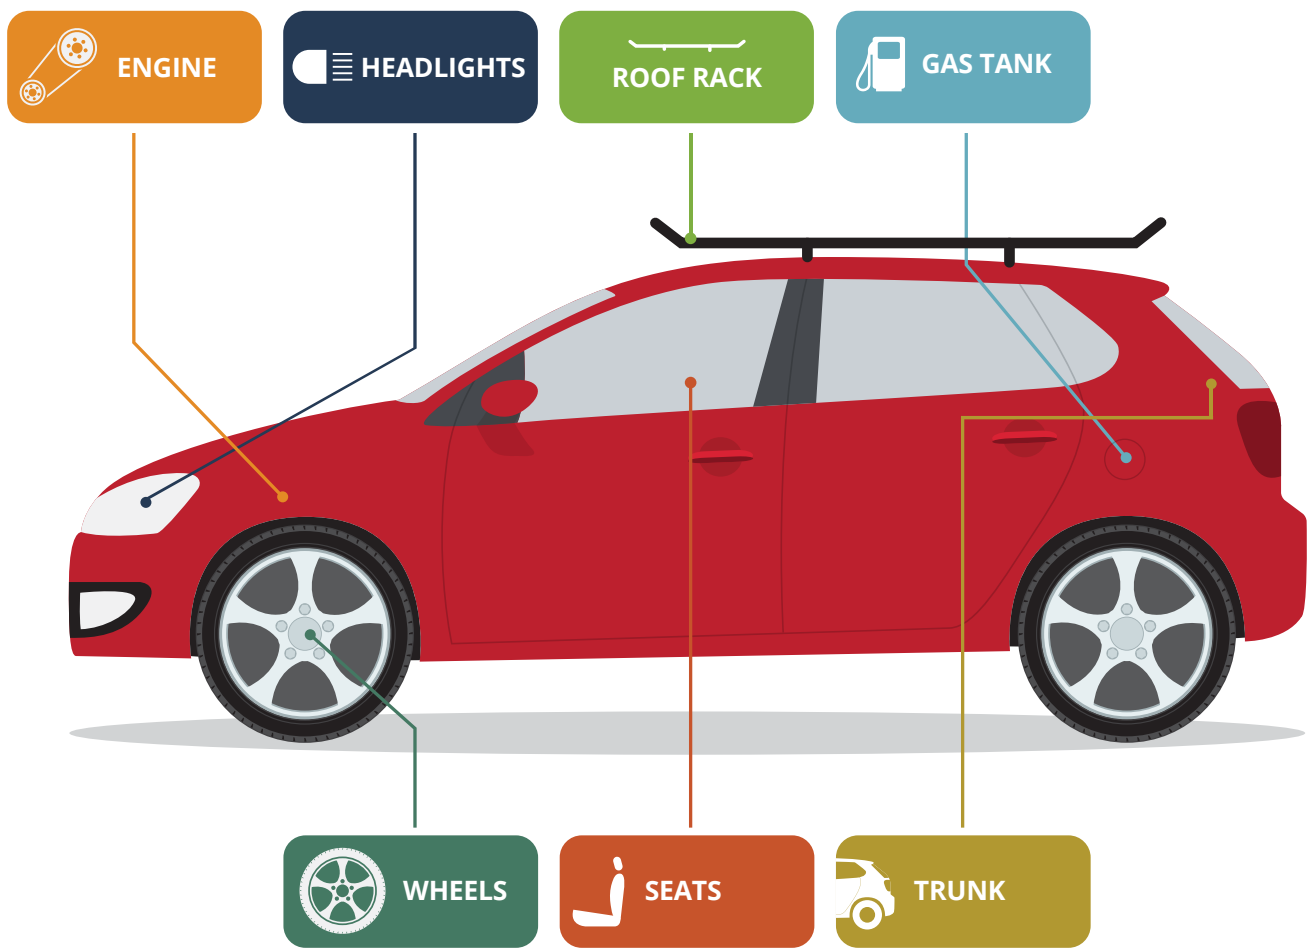 ENGINE
HEADLIGHTS
ROOF RACK
GAS TANK
WHEELS
SEATS
TRUNK